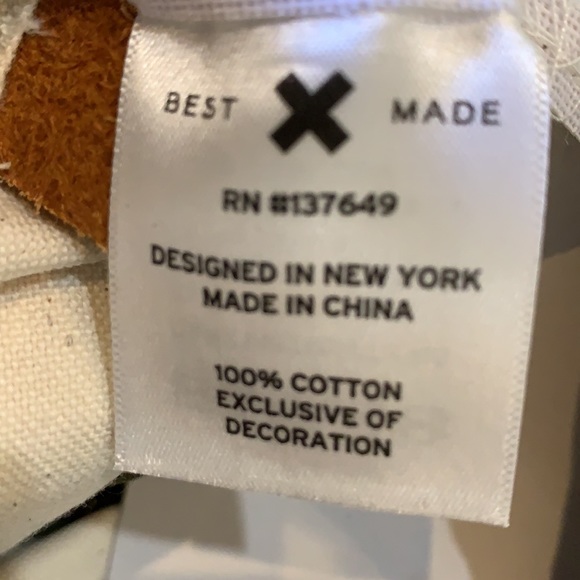 BEST MADE
RN #137649
DESIGNED IN NEW YORK
MADE IN CHINA
100% COTTON
EXCLUSIVE OF
DECORATION